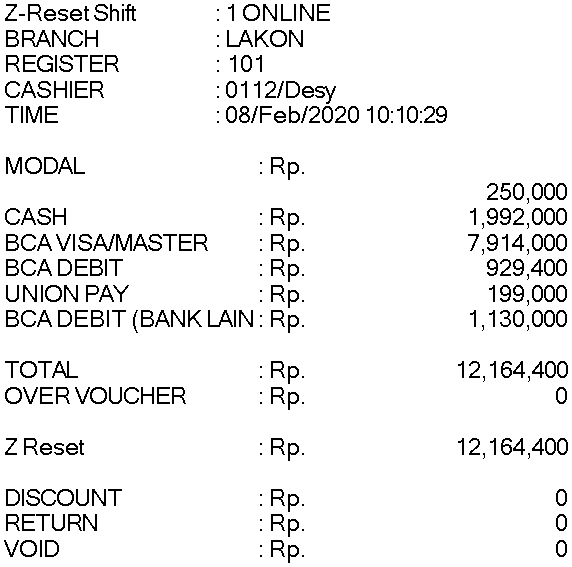 Z-Reset Shift : 1 ONLINE
BRANCH : LAKON
REGISTER : 101
CASHIER : 0112/Desy
TIME : 08/Feb/2020 10:10:29
MODAL : Rp.
250,000
CASH : Rp. 1,992,000
BCA VISA/MASTER : Rp. 7,914,000
BCA DEBIT : Rp. 929,400
UNION PAY : Rp. 199,000
BCA DEBIT (BANK LAIN : Rp. 1,130,000
TOTAL : Rp. 12,164,400
OVER VOUCHER : Rp. 0
Z Reset : Rp. 12,164,400
DISCOUNT : Rp. 0
RETURN : Rp. 0
VOID : Rp. 0